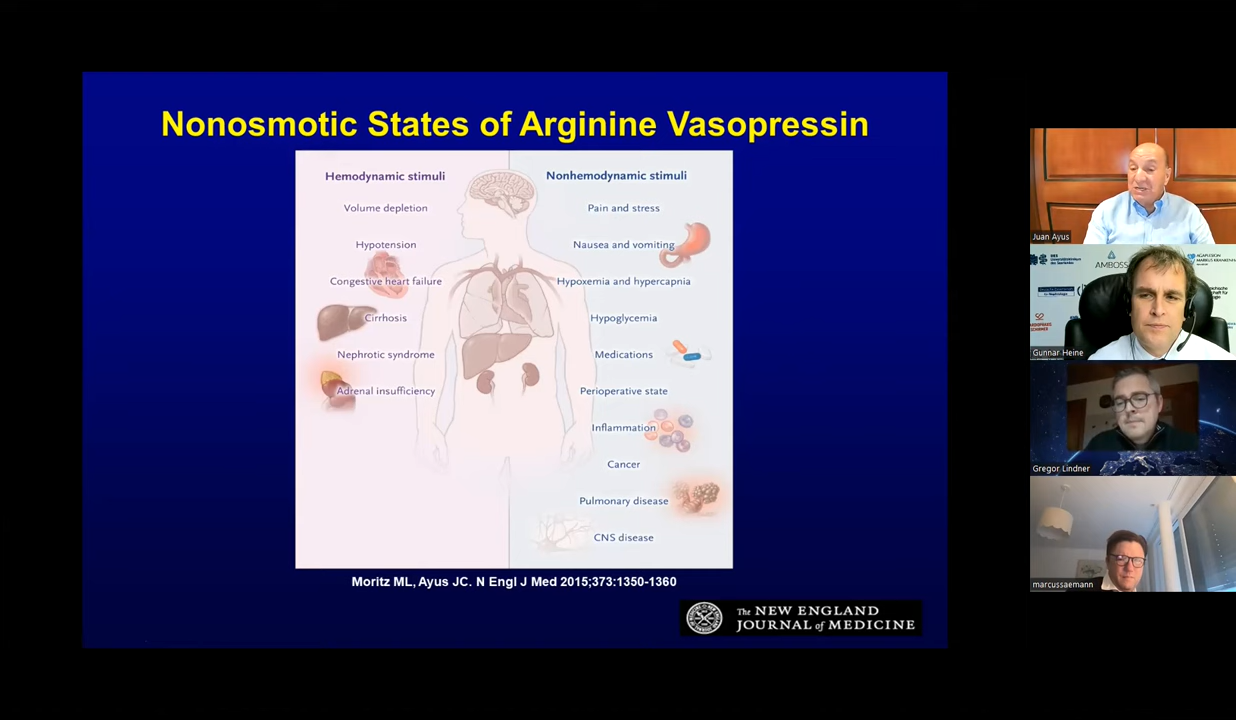 Nonosmotic States of Arginine Vasopressin
Hemodynamic stimuli
Volume depletion
Hypotension
Congestive heart failure
Cirrhosis
Nephrotic syndrome
Adrenal insufficiency
Nonhemodynamic stimuli
Pain and stress
Nausea and vomiting
Hypoxemia and hypercapnia
Hypoglycemia
Medications
Perioperative state
Inflammation
Cancer
Pulmonary disease
CNS disease
Moritz ML, Ayus JC. N Engl J Med 2015;373:1350-1360
The NEW ENGLAND
JOURNAL of MEDICINE
Juan Ayus
AMBOSS
Gunnar Heine
Gregor Lindner
marcussaemann